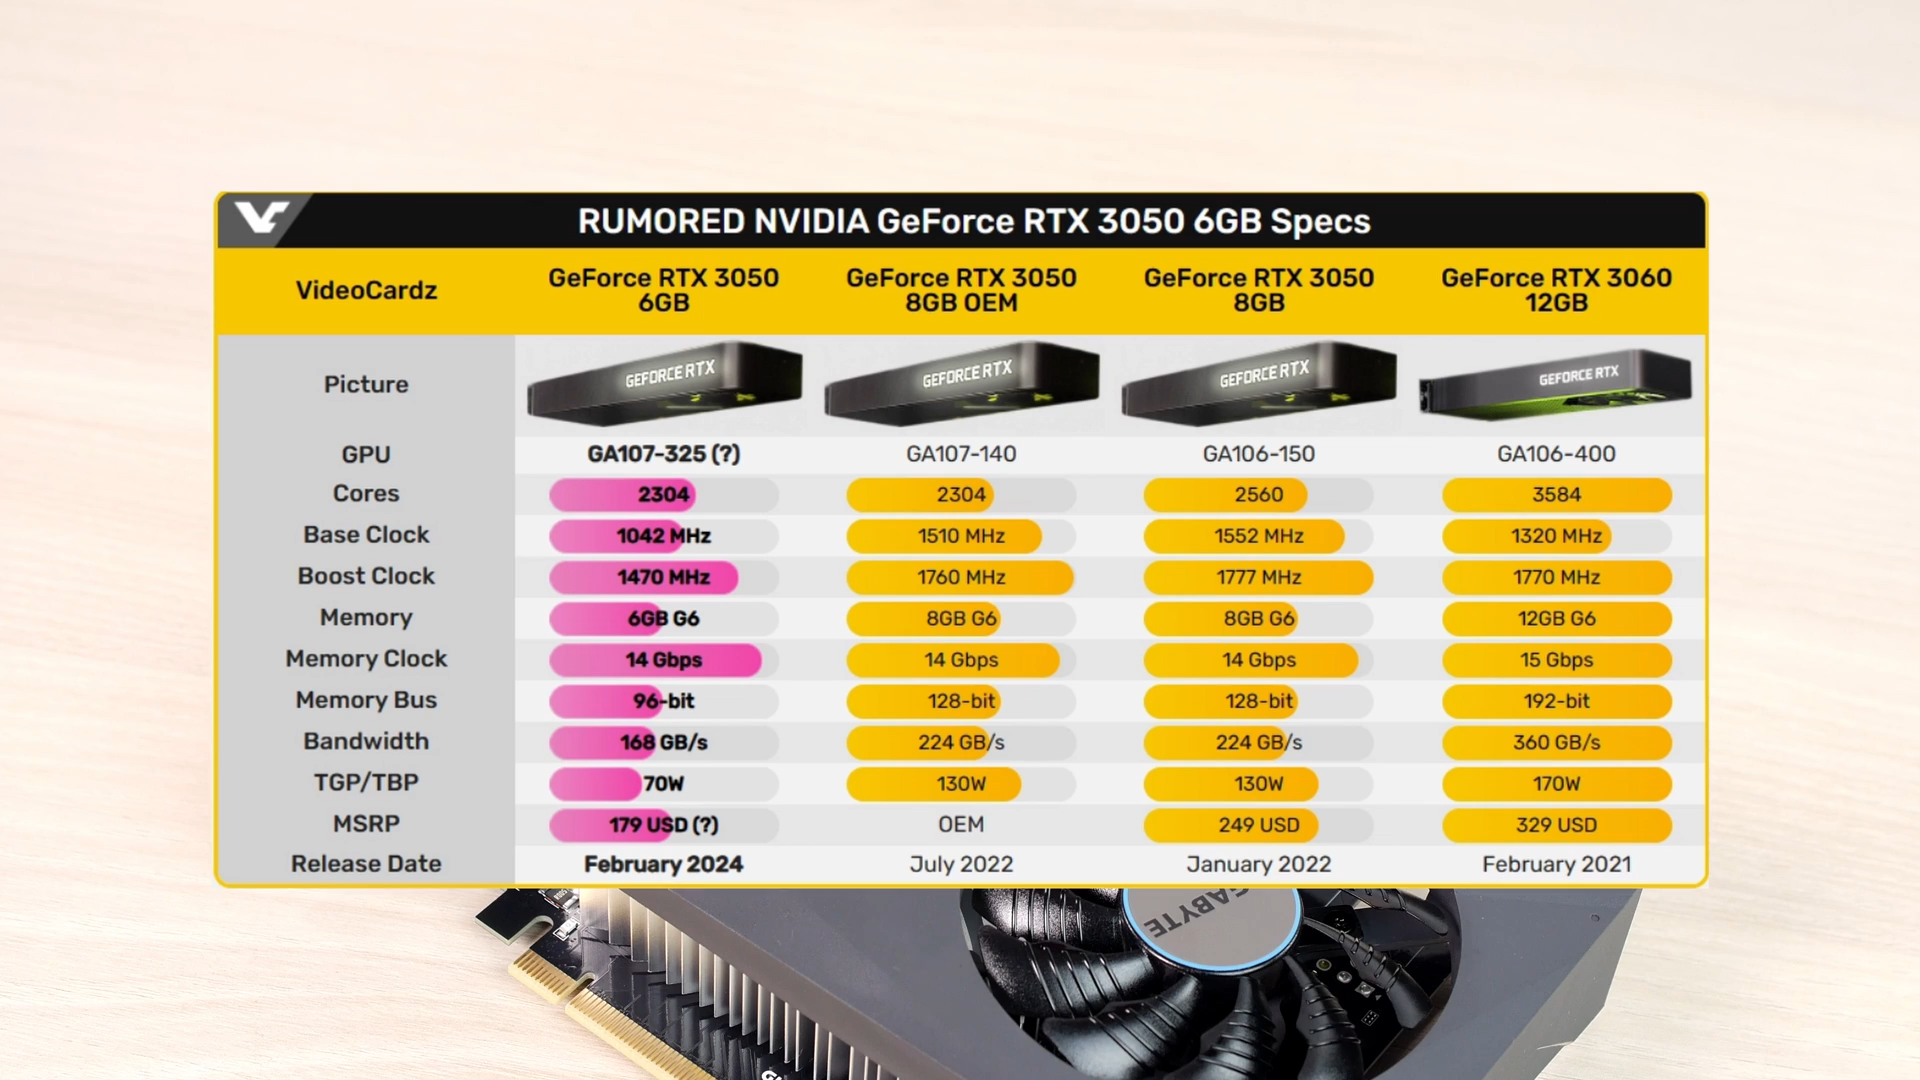 RUMORED NVIDIA GeForce RTX 3050 6GB Specs
VideoCardz
GeForce RTX 3050
6GB
GeForce RTX 3050
8GB OEM
GeForce RTX 3050
8GB
GeForce RTX 3060
12GB
Picture
GEFORCE RTX
GEFORCE RTX
GEFORCE RTX
GEFORCE RTX
GPU GA107-325 (?) GA107-140 GA106-150 GA106-400
Cores 2304 2304 2560 3584
Base Clock 1042 MHz 1510 MHz 1552 MHz 1320 MHz
Boost Clock 1470 MHz 1760 MHz 1777 MHz 1770 MHz
Memory 6GB G6 8GB G6 8GB G6 12GB G6
Memory Clock 14 Gbps 14 Gbps 14 Gbps 15 Gbps
Memory Bus 96-bit 128-bit 128-bit 192-bit
Bandwidth 168 GB/s 224 GB/s 224 GB/s 360 GB/s
TGP/TBP 70W 130W 130W 170W
MSRP 179 USD (?) OEM 249 USD 329 USD
Release Date February 2024 July 2022 January 2022 February 2021
GABYTE